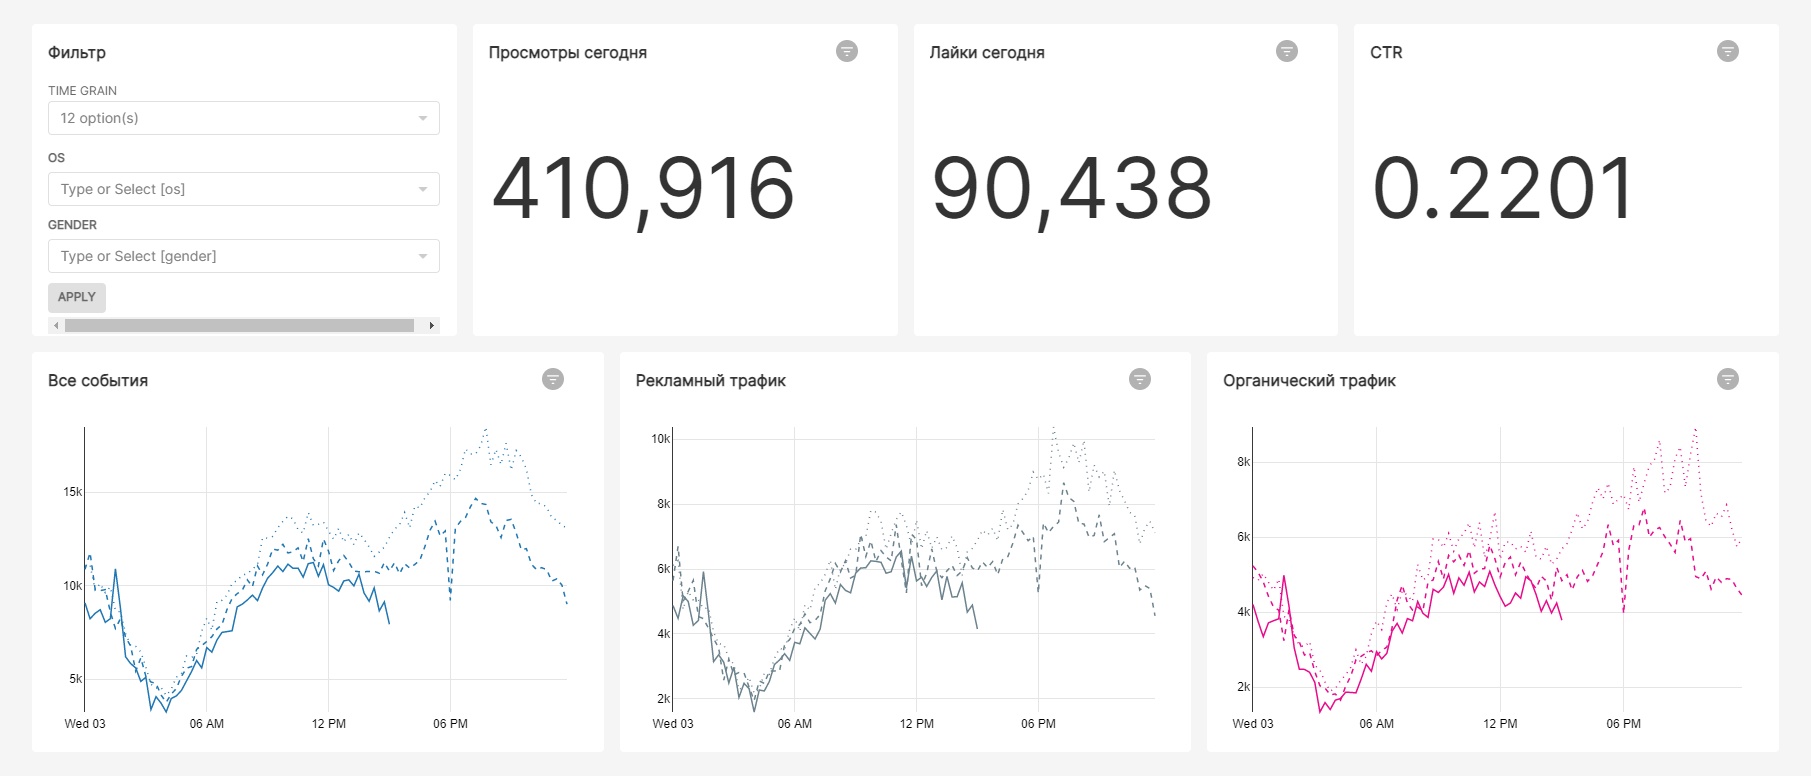 Фильтр
TIME GRAIN
12 option(s)
OS
Type or Select [os]
GENDER
Type or Select [gender]
APPLY
Просмотры сегодня
410,916
Лайки сегодня
90,438
CTR
0.2201
Все события
15k
10k
5k
Wed 03 06 AM 12 PM 06 PM
Рекламный трафик
10k
8k
6k
4k
2k
Wed 03 06 AM 12 PM 06 PM
Органический трафик
8k
6k
4k
2k
Wed 03 06 AM 12 PM 06 PM